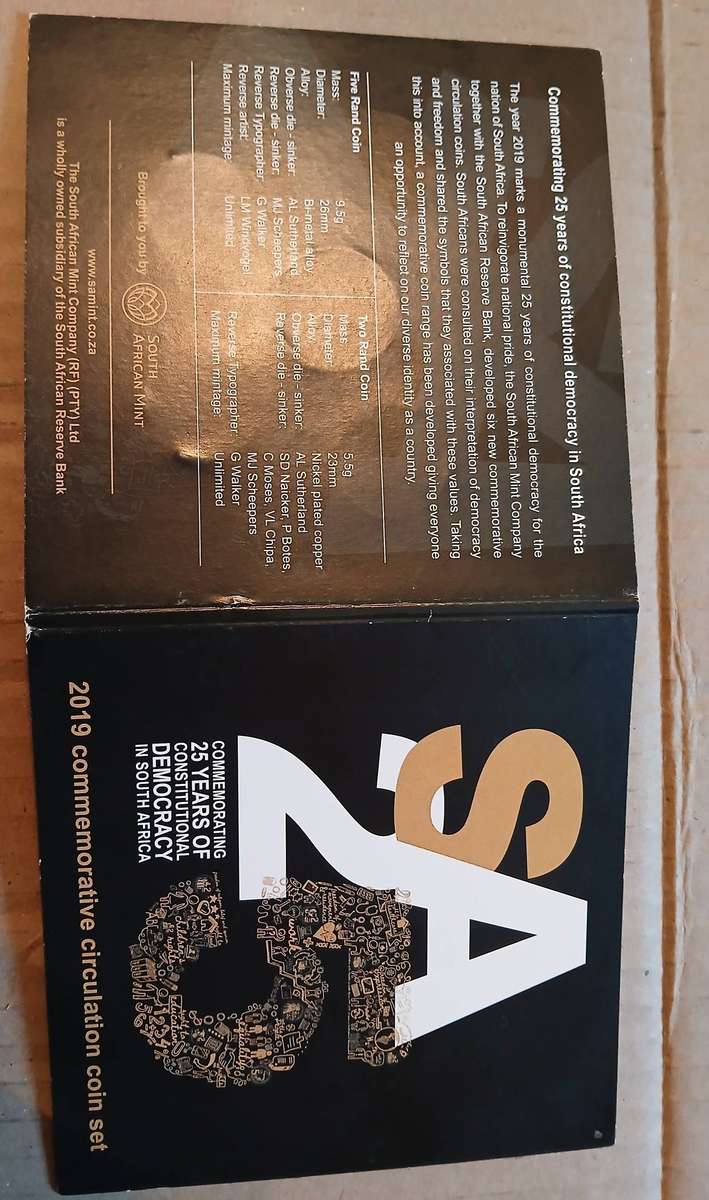 Commemorating 25 years of constitutional democracy in South Africa
The year 2019 marks a monumental 25 years of constitutional democracy for the
nation of South Africa. To reinvigorate national pride, the South African Mint Company
together with the South African Reserve Bank, developed six new commemorative
circulation coins. South Africans were consulted on their interpretation of democracy
and freedom and shared the symbols that they associated with these values. Taking
this into account, a commemorative coin range has been developed giving everyone
an opportunity to reflect on our diverse identity as a country.
Five Rand Coin
Mass: 9,5g
Diameter: 26mm
Alloy: Bi-metal alloy
Obverse die - sinker: AL Sutherland
Reverse die - sinker: MJ Scheepers
Reverse Typographer: G Walker
Reverse artist: LM Windvogel
Maximum mintage: Unlimited
Two Rand Coin
Mass: 5,5g
Diameter: 23mm
Alloy: Nickel plated copper
Obverse die - sinker: AL Sutherland
Reverse die - sinker: SD Naicker, P Botes,
C Moses, VL Chipa,
MJ Scheepers
Reverse Typographer: G Walker
Maximum mintage: Unlimited
Brought to you by
SOUTH
AFRICAN MINT
www.samint.co.za
The South African Mint Company (RF) (PTY) Ltd
is a wholly owned subsidiary of the South African Reserve Bank
SA
25
COMMEMORATING
25 YEARS OF
CONSTITUTIONAL
DEMOCRACY
IN SOUTH AFRICA
work
children's
rights
education
equality
1234
2019 commemorative circulation coin set